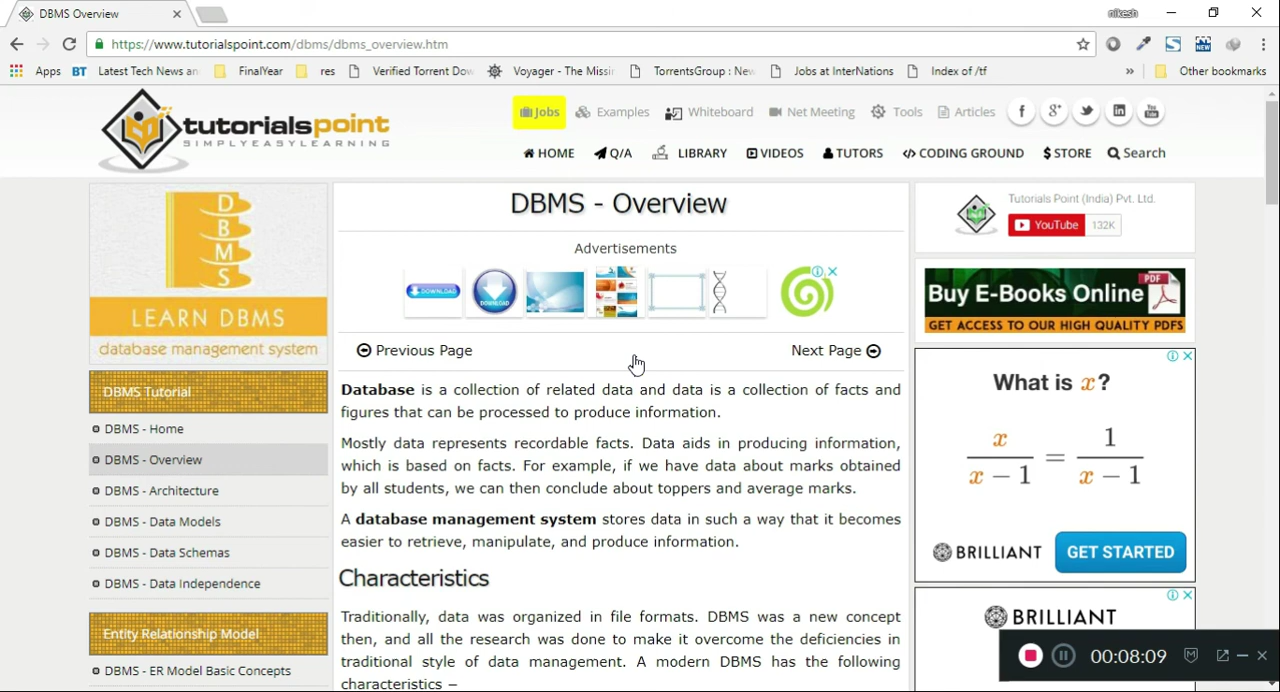 DBMS Overview
nikesh
https://www.tutorialspoint.com/dbms/dbms_overview.htm
Apps BT Latest Tech News an FinalYear res Verified Torrent Dow Voyager - The Missin TorrentsGroup : New Jobs at InterNations Index of /tf » Other bookmarks
tutorialspoint
SIMPLYEASYLEARNING
Jobs Examples Whiteboard Net Meeting Tools Articles
HOME Q/A LIBRARY VIDEOS TUTORS CODING GROUND $ STORE Search
DBMS
LEARN DBMS
database management system
DBMS Tutorial
DBMS - Home
DBMS - Overview
DBMS - Architecture
DBMS - Data Models
DBMS - Data Schemas
DBMS - Data Independence
Entity Relationship Model
DBMS - ER Model Basic Concepts
DBMS - Overview
Advertisements
DOWNLOAD
DOWNLOAD
Previous Page Next Page
Database is a collection of related data and data is a collection of facts and
figures that can be processed to produce information.
Mostly data represents recordable facts. Data aids in producing information,
which is based on facts. For example, if we have data about marks obtained
by all students, we can then conclude about toppers and average marks.
A database management system stores data in such a way that it becomes
easier to retrieve, manipulate, and produce information.
Characteristics
Traditionally, data was organized in file formats. DBMS was a new concept
then, and all the research was done to make it overcome the deficiencies in
traditional style of data management. A modern DBMS has the following
characteristics −
Tutorials Point (India) Pvt. Ltd.
YouTube 132K
Buy E-Books Online PDF
GET ACCESS TO OUR HIGH QUALITY PDFS
What is x?
x 1
x − 1 = x − 1
BRILLIANT GET STARTED
BRILLIANT
00:08:09